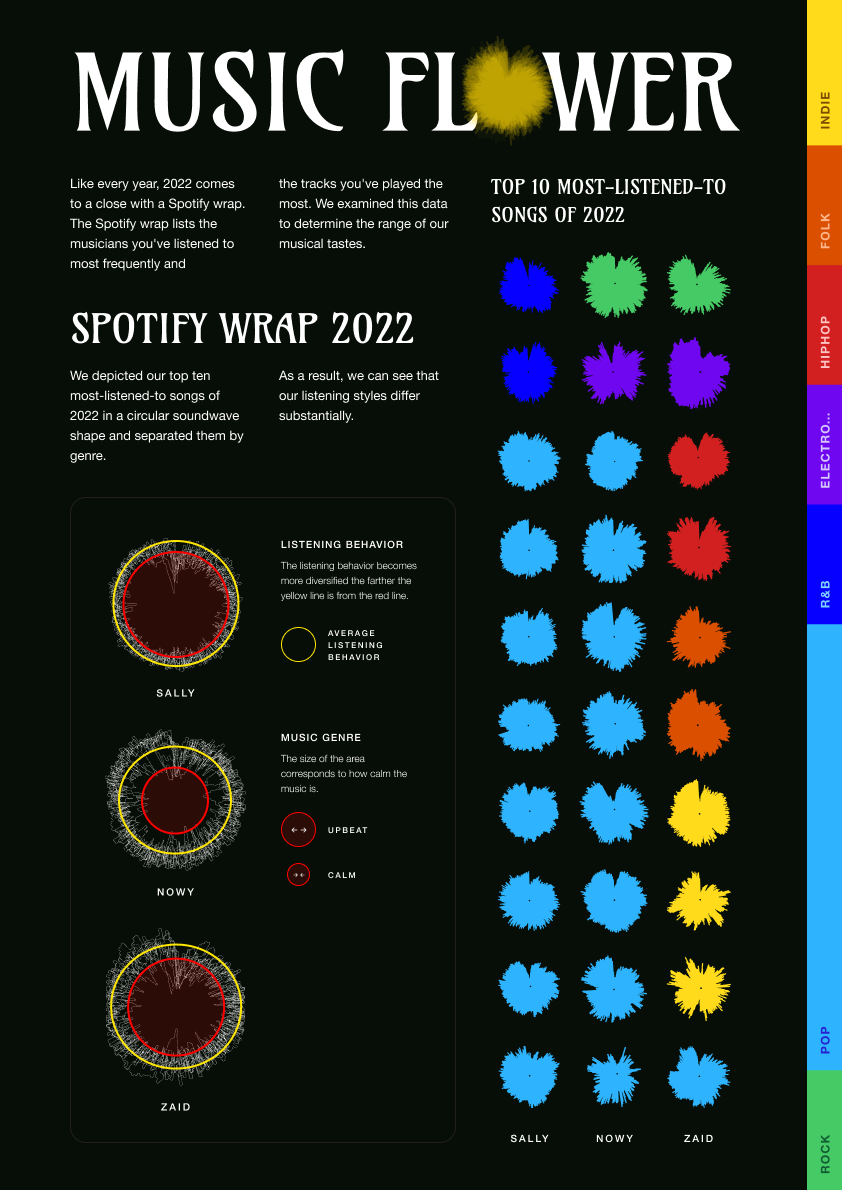 MUSIC FLOWER
Like every year, 2022 comes
to a close with a Spotify wrap.
The Spotify wrap lists the
musicians you've listened to
most frequently and
the tracks you've played the
most. We examined this data
to determine the range of our
musical tastes.
SPOTIFY WRAP 2022
We depicted our top ten
most-listened-to songs of
2022 in a circular soundwave
shape and separated them by
genre.
As a result, we can see that
our listening styles differ
substantially.
LISTENING BEHAVIOR
The listening behavior becomes
more diversified the farther the
yellow line is from the red line.
AVERAGE
LISTENING
BEHAVIOR
SALLY
MUSIC GENRE
The size of the area
corresponds to how calm the
music is.
UPBEAT
CALM
NOWY
ZAID
TOP 10 MOST-LISTENED-TO
SONGS OF 2022
SALLY
NOWY
ZAID
INDIE
FOLK
HIPHOP
ELECTRO...
R&B
POP
ROCK